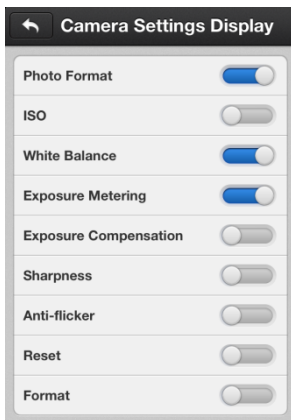 Camera Settings Display
Photo Format
ISO
White Balance
Exposure Metering
Exposure Compensation
Sharpness
Anti-flicker
Reset
Format